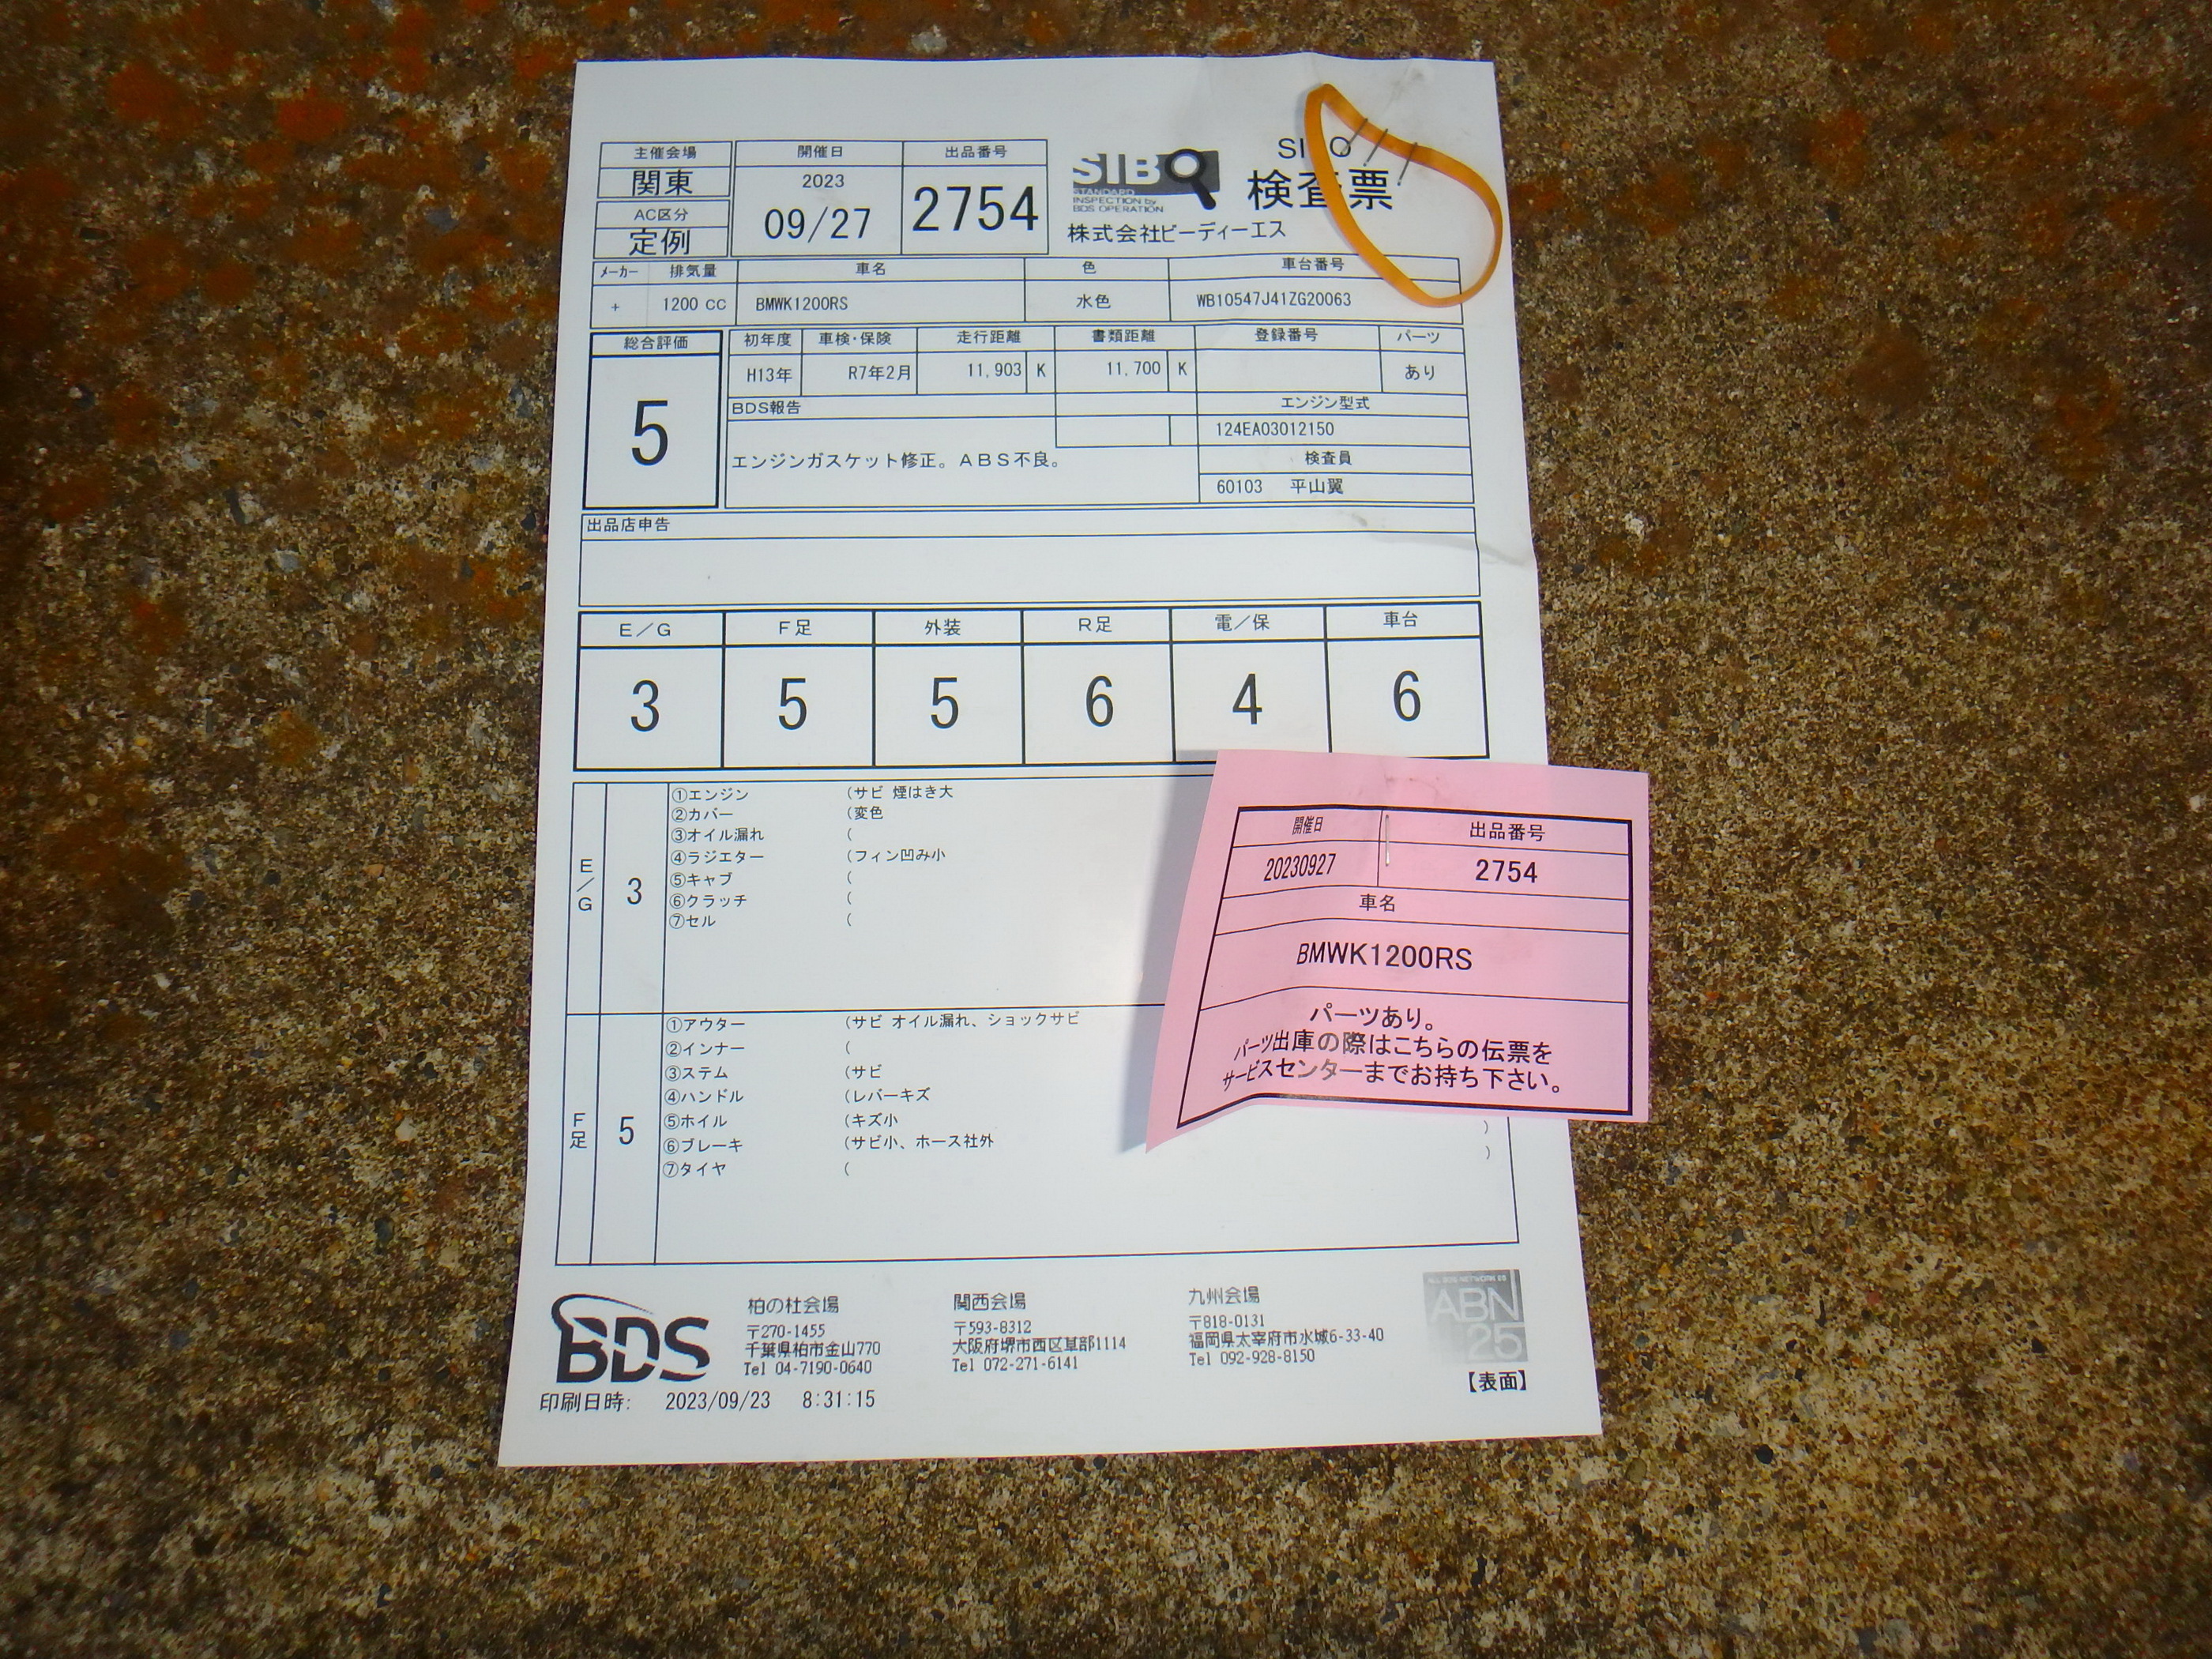 主催会場 開催日 出品番号
関東 2023 09/27 2754
AC区分
定例
SIBO
STANDARD
INSPECTION by
BDS OPERATION
検査票
株式会社ビーディーエス
メーカー 排気量 車名 色 車台番号
+ 1200 CC BMWK1200RS 水色 WB10547J41ZG20063
総合評価 初年度 車検・保険 走行距離 書類距離 登録番号 パーツ
5 H13年 R7年2月 11,903 K 11,700 K あり
BDS報告 エンジン型式
124EA03012150
エンジンガスケット修正。ABS不良。
検査員
60103 平山翼
出品店申告
E/G F足 外装 R足 電/保 車台
3 5 5 6 4 6
E/G 3
①エンジン (サビ 煙はき大
②カバー (変色
③オイル漏れ (
④ラジエター (フィン凹み小
⑤キャブ (
⑥クラッチ (
⑦セル (
F足 5
①アウター (サビ オイル漏れ、ショックサビ
②インナー (
③ステム (サビ
④ハンドル (レバーキズ
⑤ホイル (キズ小 )
⑥ブレーキ (サビ小、ホース社外 )
⑦タイヤ (
開催日 出品番号
20230927 2754
車名
BMWK1200RS
パーツあり。
パーツ出庫の際はこちらの伝票を
サービスセンターまでお持ち下さい。
BDS
柏の杜会場
〒270-1455
千葉県柏市金山770
Tel 04-7190-0640
関西会場
〒593-8312
大阪府堺市西区草部1114
Tel 072-271-6141
九州会場
〒818-0131
福岡県太宰府市水城6-33-40
Tel 092-928-8150
ABN
25
【表面】
印刷日時: 2023/09/23 8:31:15